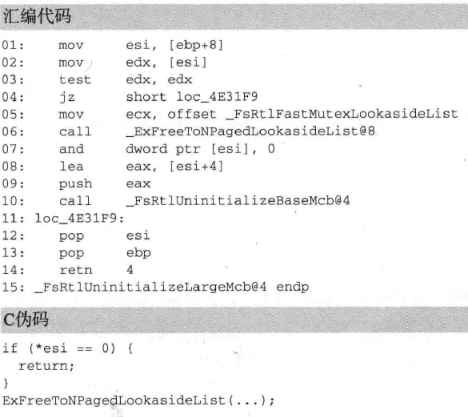 汇编代码
01: mov esi, [ebp+8]
02: mov edx, [esi]
03: test edx, edx
04: jz short loc_4E31F9
05: mov ecx, offset _FsRtlFastMutexLookasideList
06: call _ExFreeToNPagedLookasideList@8
07: and dword ptr [esi], 0
08: lea eax, [esi+4]
09: push eax
10: call _FsRtlUninitializeBaseMcb@4
11: loc_4E31F9:
12: pop esi
13: pop ebp
14: retn 4
15: _FsRtlUninitializeLargeMcb@4 endp
C伪码
if (*esi == 0) {
return;
}
ExFreeToNPagedLookasideList(...);